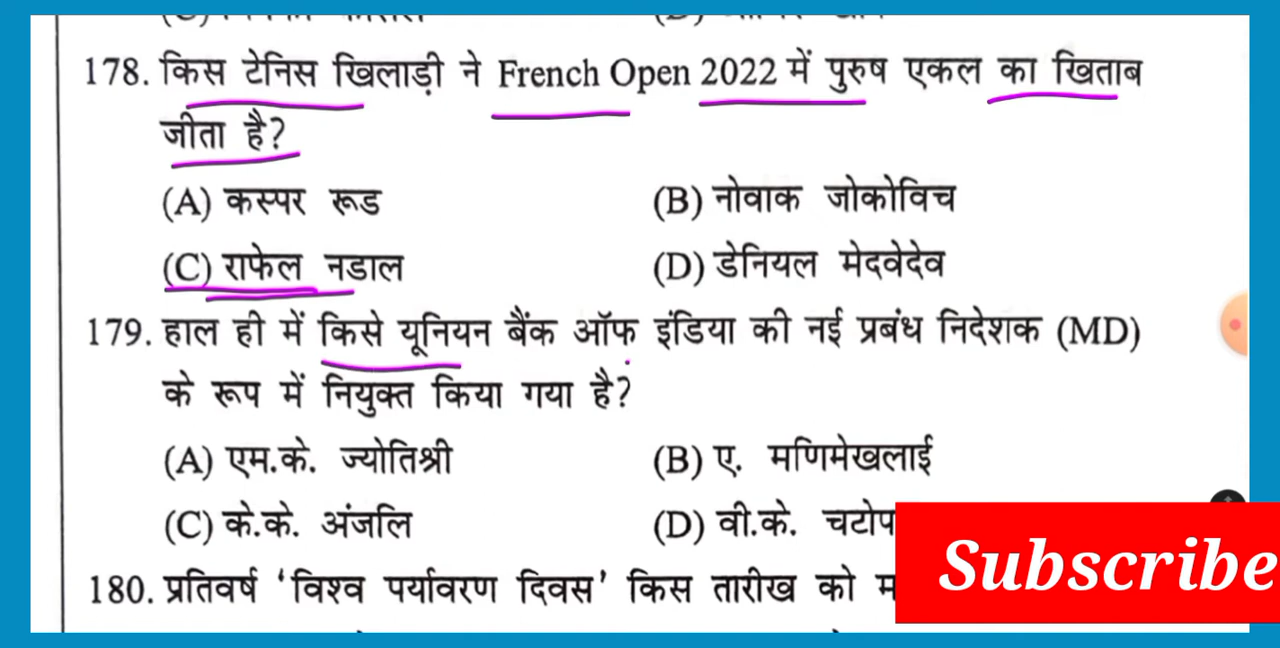 178. किस टेनिस खिलाड़ी ने French Open 2022 में पुरुष एकल का खिताब
जीता है?
(A) कस्पर रूड (B) नोवाक जोकोविच
(C) राफेल नडाल (D) डेनियल मेदवेदेव
179. हाल ही में किसे यूनियन बैंक ऑफ इंडिया की नई प्रबंध निदेशक (MD)
के रूप में नियुक्त किया गया है?
(A) एम.के. ज्योतिश्री (B) ए. मणिमेखलाई
(C) के.के. अंजलि (D) वी.के.
180. प्रतिवर्ष ‘विश्व पर्यावरण दिवस’ किस तारीख को
Subscribe